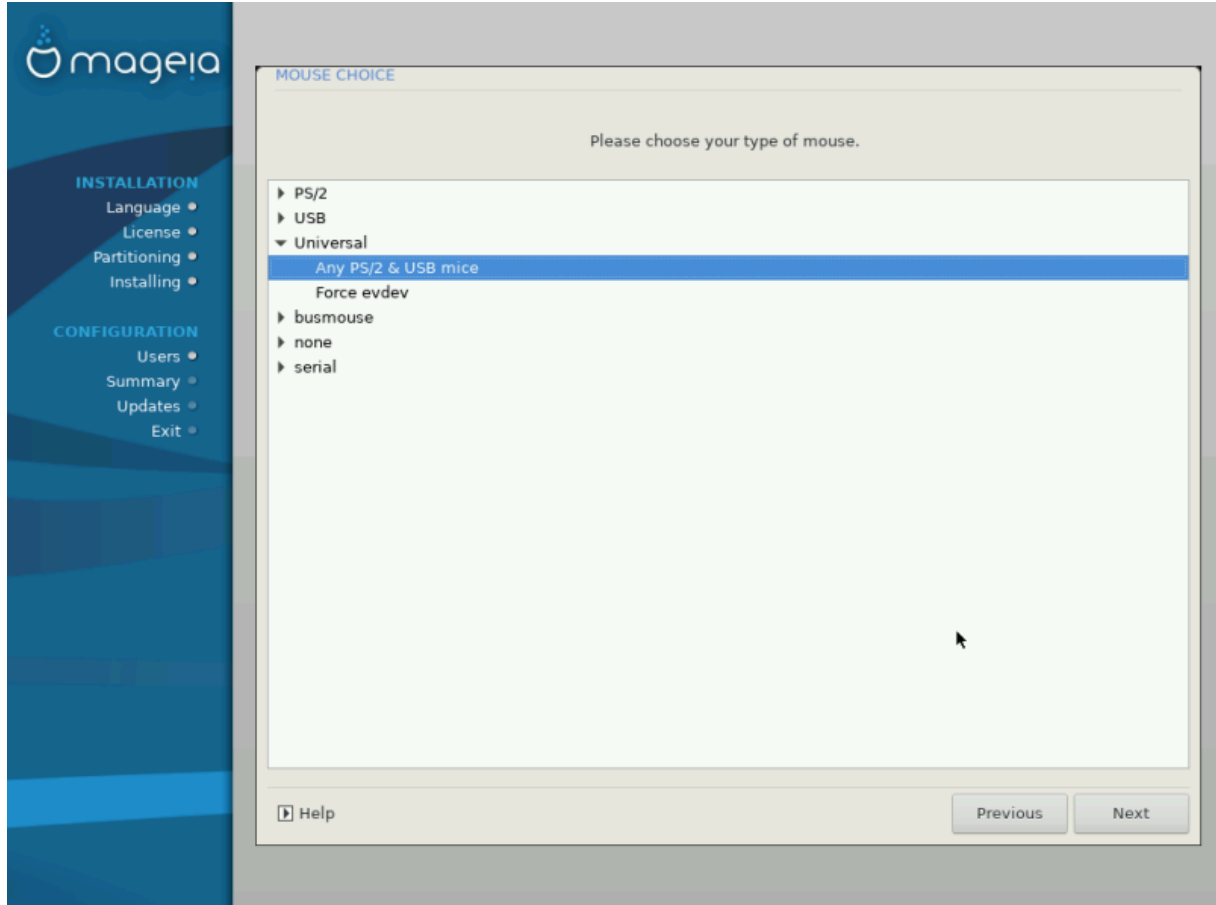 mageia
INSTALLATION
Language
License
Partitioning
Installing
CONFIGURATION
Users
Summary
Updates
Exit
MOUSE CHOICE
Please choose your type of mouse.
PS/2
USB
Universal
Any PS/2 & USB mice
Force evdev
busmouse
none
serial
Help
Previous
Next